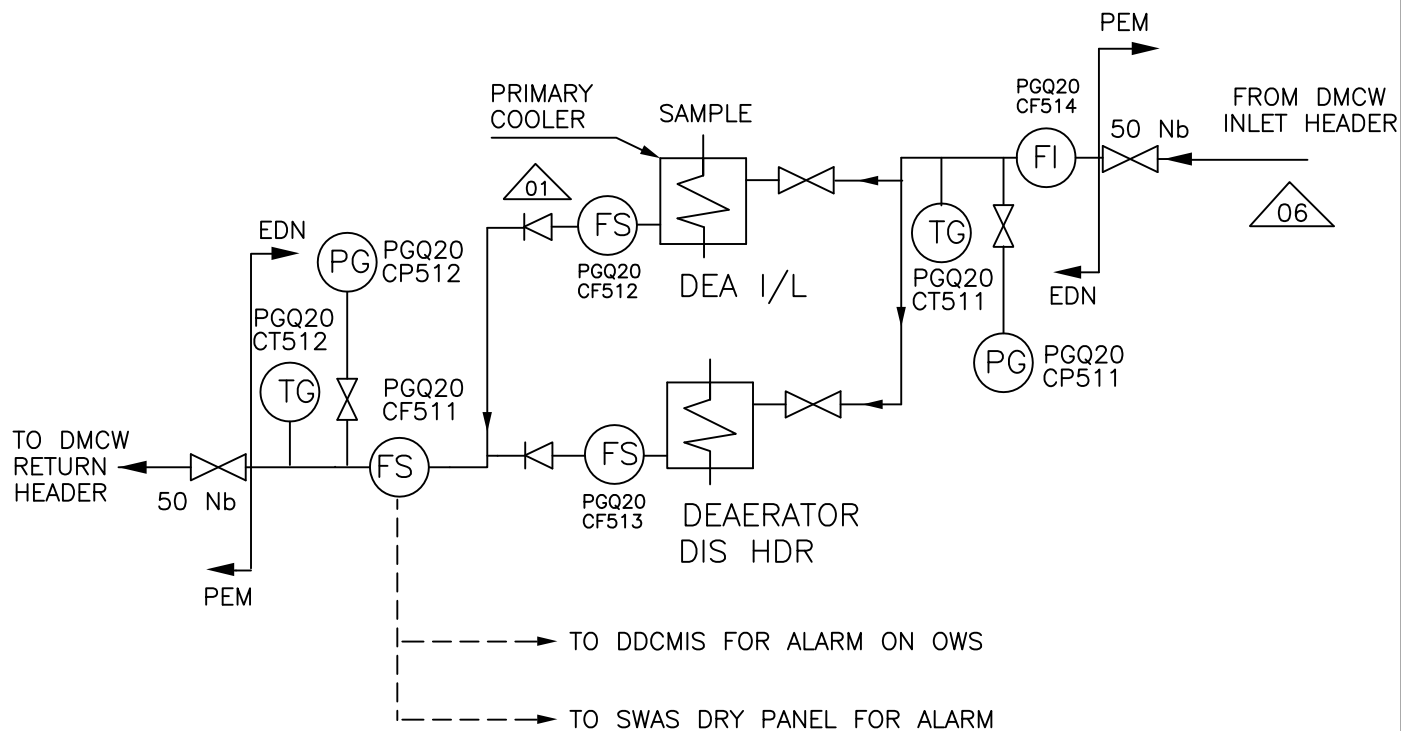 PEM
PGQ20
CF514
FROM DMCW
INLET HEADER
50 Nb
FI
06
PRIMARY
COOLER
SAMPLE
01
FS
PGQ20
CF512
DEA I/L
TG
PGQ20
CT511
EDN
PG
PGQ20
CP511
EDN
PG
PGQ20
CP512
PGQ20
CT512
TG
PGQ20
CF511
FS
FS
PGQ20
CF513
DEAERATOR
DIS HDR
TO DMCW
RETURN
HEADER
50 Nb
PEM
TO DDCMIS FOR ALARM ON OWS
TO SWAS DRY PANEL FOR ALARM